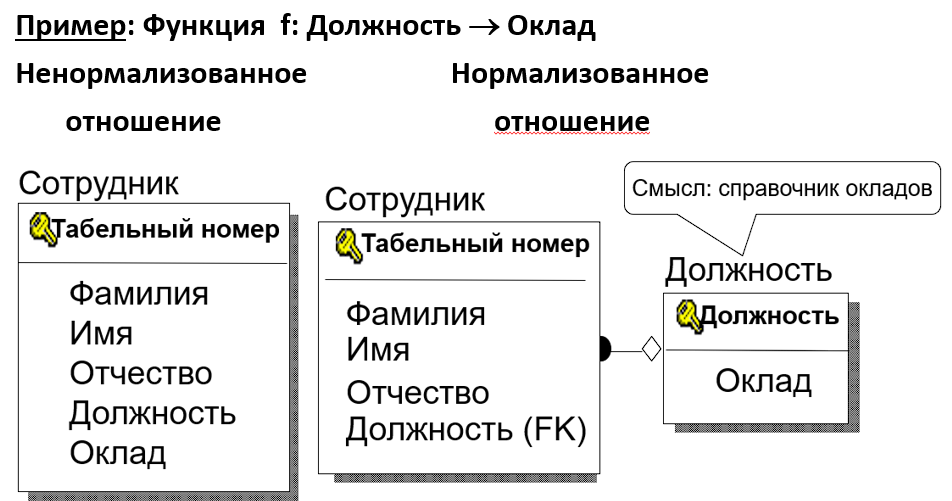 Пример: Функция f: Должность → Оклад
Ненормализованное
отношение
Нормализованное
отношение
Сотрудник
Табельный номер
Фамилия
Имя
Отчество
Должность
Оклад
Сотрудник
Табельный номер
Фамилия
Имя
Отчество
Должность (FK)
Смысл: справочник окладов
Должность
Должность
Оклад